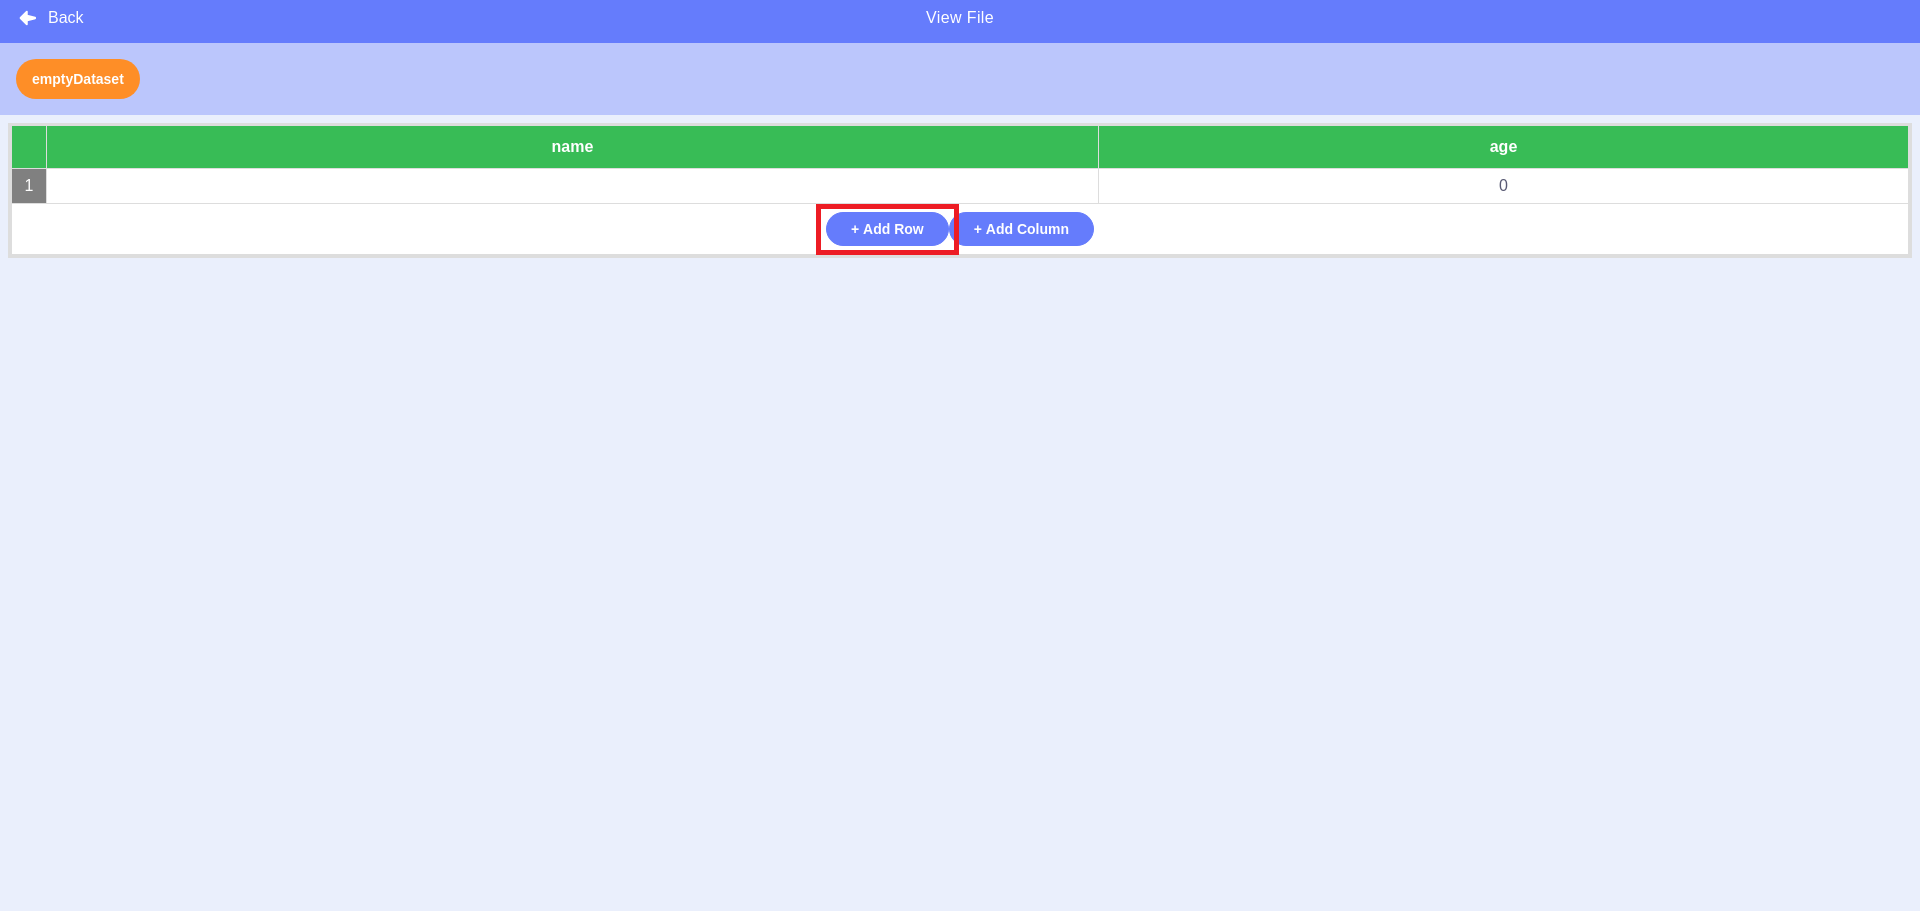 Back
View File
emptyDataset
name age
1 0
+ Add Row + Add Column